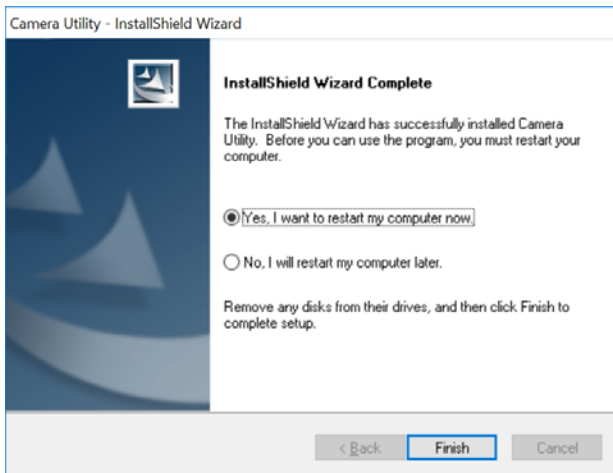 Camera Utility - InstallShield Wizard
InstallShield Wizard Complete
The InstallShield Wizard has successfully installed Camera
Utility. Before you can use the program, you must restart your
computer.
Yes, I want to restart my computer now.
No, I will restart my computer later.
Remove any disks from their drives, and then click Finish to
complete setup.
< Back
Finish
Cancel